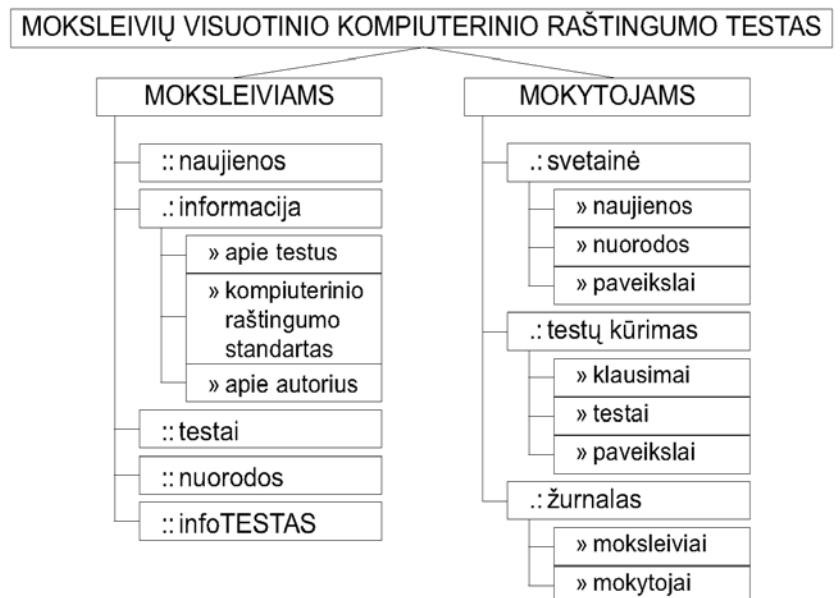 MOKSLEIVIŲ VISUOTINIO KOMPIUTERINIO RAŠTINGUMO TESTAS
MOKSLEIVIAMS
:: naujienos
.: informacija
» apie testus
» kompiuterinio
raštingumo
standartas
» apie autorius
:: testai
:: nuorodos
:: infoTESTAS
MOKYTOJAMS
.: svetainė
» naujienos
» nuorodos
» paveikslai
.: testų kūrimas
» klausimai
» testai
» paveikslai
.: žurnalas
» moksleiviai
» mokytojai